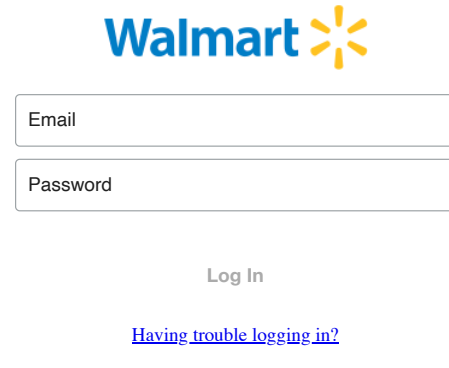 Walmart
Email
Password
Log In
Having trouble logging in?